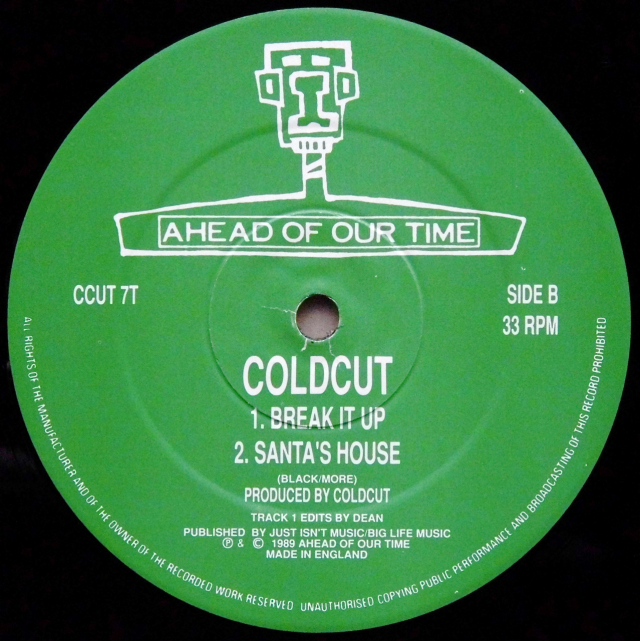 AHEAD OF OUR TIME
CCUT 7T
SIDE B
33 RPM
COLDCUT
1. BREAK IT UP
2. SANTA'S HOUSE
(BLACK/MORE)
PRODUCED BY COLDCUT
TRACK 1 EDITS BY DEAN
PUBLISHED BY JUST ISN'T MUSIC/BIG LIFE MUSIC
℗ & © 1989 AHEAD OF OUR TIME
MADE IN ENGLAND
ALL RIGHTS OF THE MANUFACTURER AND OF THE OWNER OF THE RECORDED WORK RESERVED UNAUTHORISED COPYING PUBLIC PERFORMANCE AND BROADCASTING OF THIS RECORD PROHIBITED